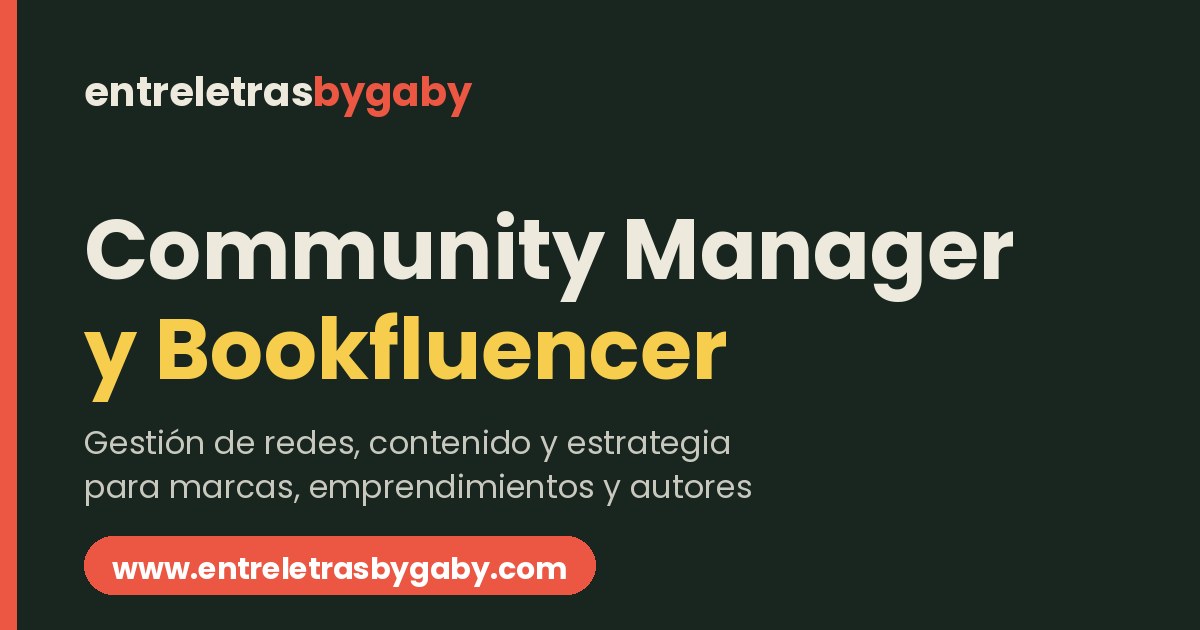 entreletrasbygaby
Community Manager
y Bookfluencer
Gestión de redes, contenido y estrategia
para marcas, emprendimientos y autores
www.entreletrasbygaby.com